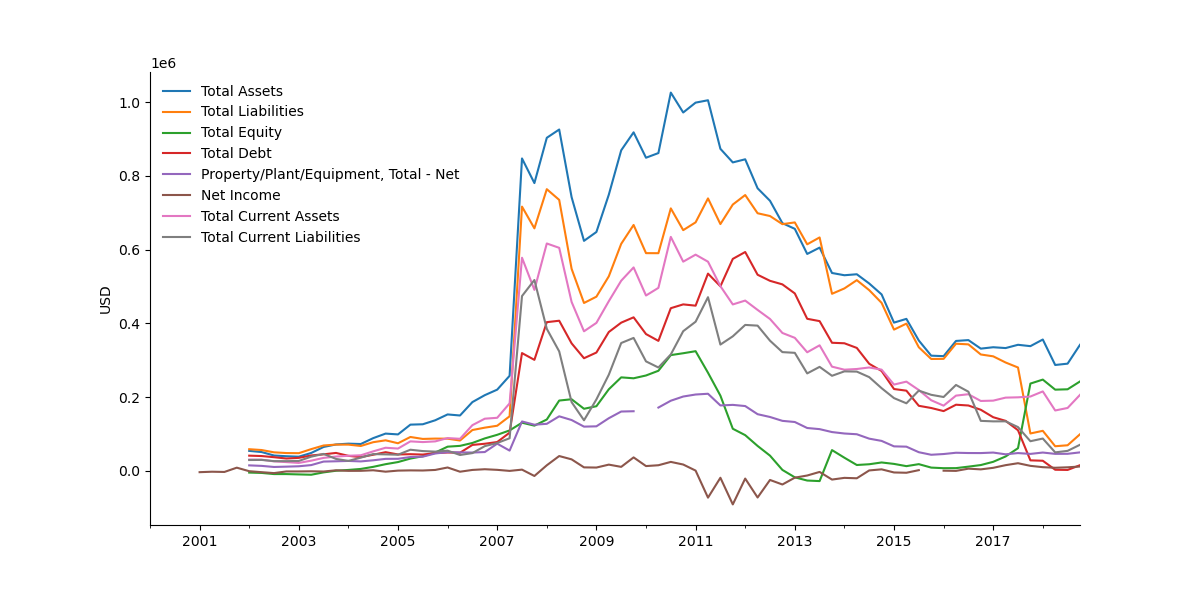 1e6
1.0
0.8
0.6
0.4
0.2
0.0
USD
Total Assets
Total Liabilities
Total Equity
Total Debt
Property/Plant/Equipment, Total - Net
Net Income
Total Current Assets
Total Current Liabilities
2001 2003 2005 2007 2009 2011 2013 2015 2017